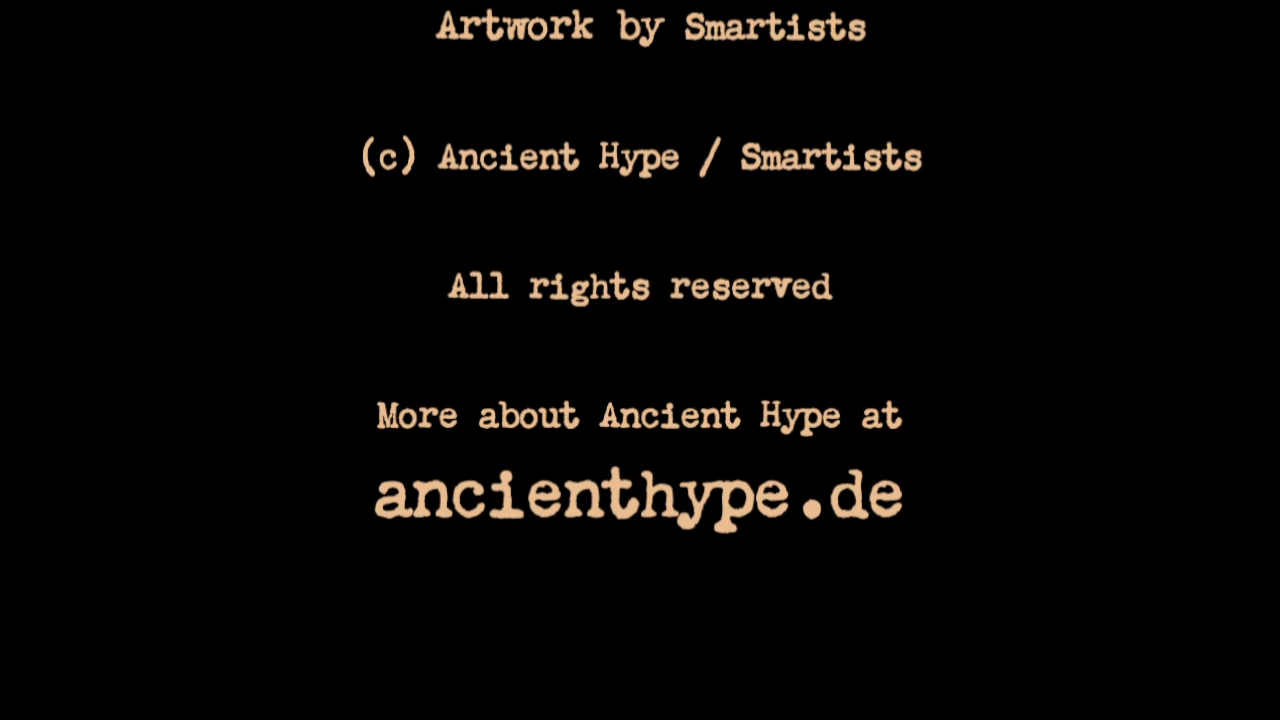 Artwork by Smartists
(c) Ancient Hype / Smartists
All rights reserved
More about Ancient Hype at
ancienthype.de